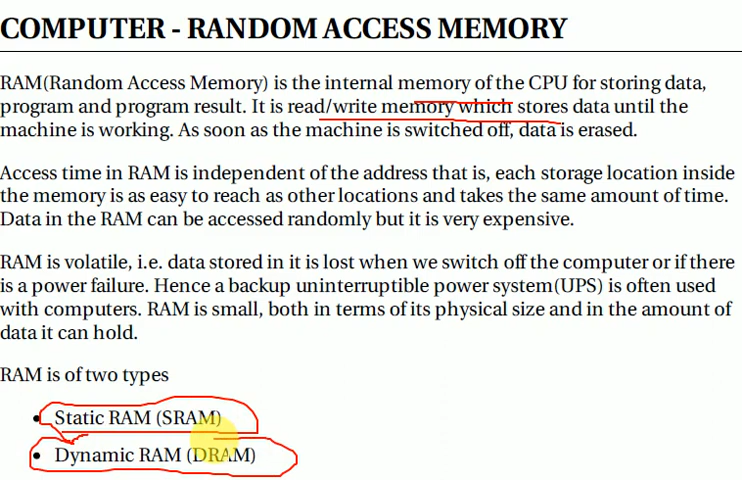 COMPUTER - RANDOM ACCESS MEMORY
RAM(Random Access Memory) is the internal memory of the CPU for storing data,
program and program result. It is read/write memory which stores data until the
machine is working. As soon as the machine is switched off, data is erased.
Access time in RAM is independent of the address that is, each storage location inside
the memory is as easy to reach as other locations and takes the same amount of time.
Data in the RAM can be accessed randomly but it is very expensive.
RAM is volatile, i.e. data stored in it is lost when we switch off the computer or if there
is a power failure. Hence a backup uninterruptible power system(UPS) is often used
with computers. RAM is small, both in terms of its physical size and in the amount of
data it can hold.
RAM is of two types
• Static RAM (SRAM)
• Dynamic RAM (DRAM)